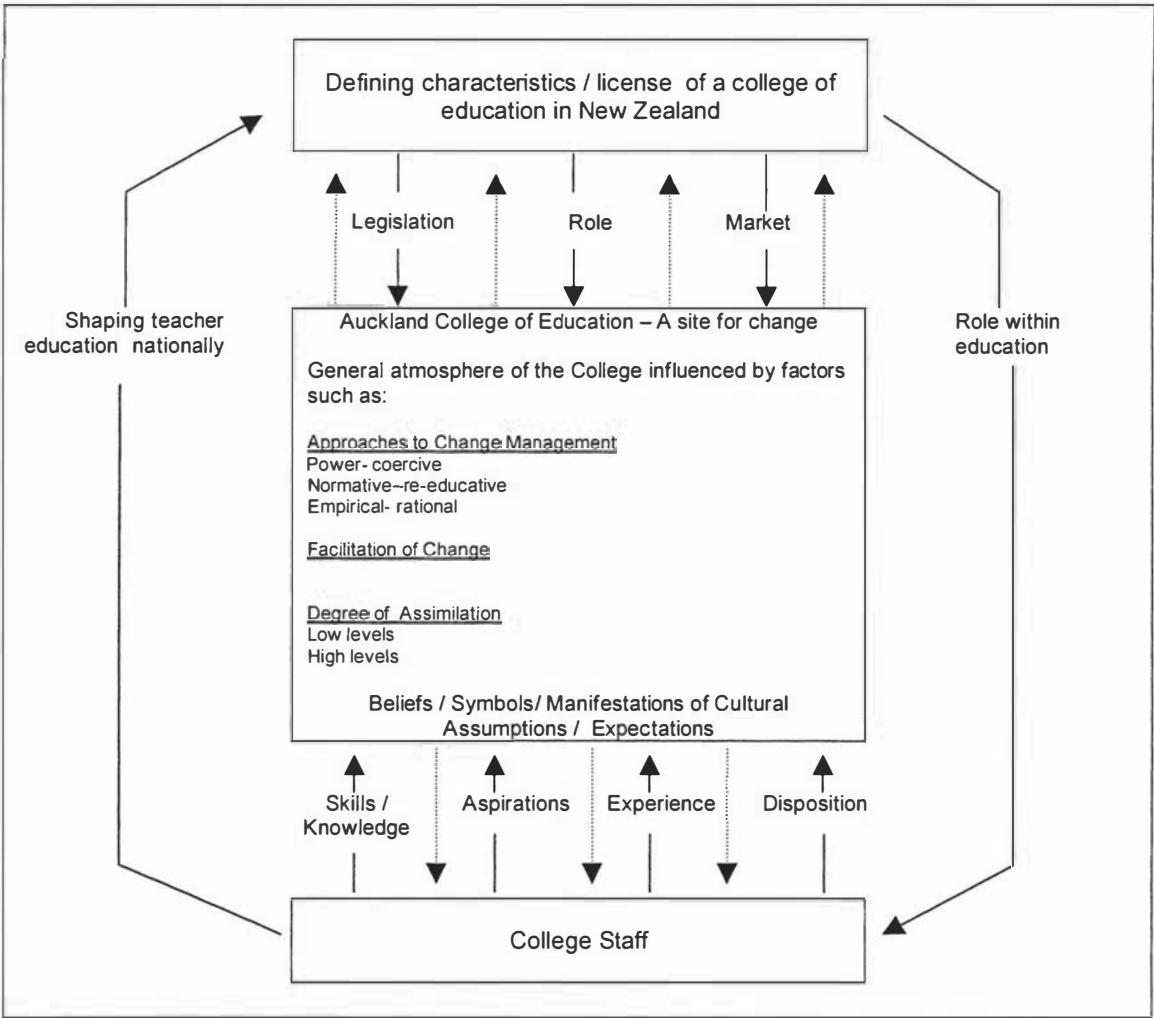 Defining characteristics / license of a college of
education in New Zealand
Legislation
Role
Market
Shaping teacher
education nationally
Role within
education
Auckland College of Education – A site for change
General atmosphere of the College influenced by factors
such as:
Approaches to Change Management
Power- coercive
Normative–re-educative
Empirical- rational
Facilitation of Change
Degree of Assimilation
Low levels
High levels
Beliefs / Symbols/ Manifestations of Cultural
Assumptions / Expectations
Skills /
Knowledge
Aspirations
Experience
Disposition
College Staff